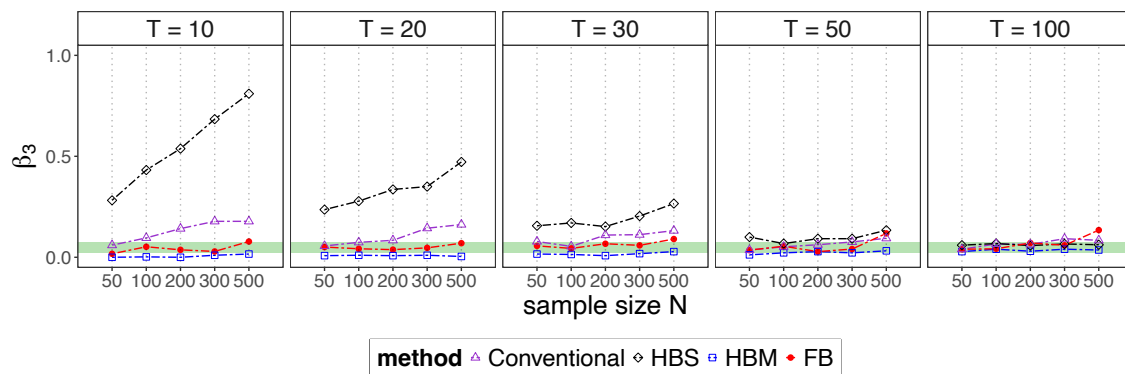 T = 10 T = 20 T = 30 T = 50 T = 100
1.0
0.5
0.0
β3
50 100 200 300 500 50 100 200 300 500 50 100 200 300 500 50 100 200 300 500 50 100 200 300 500
sample size N
method Conventional HBS HBM FB